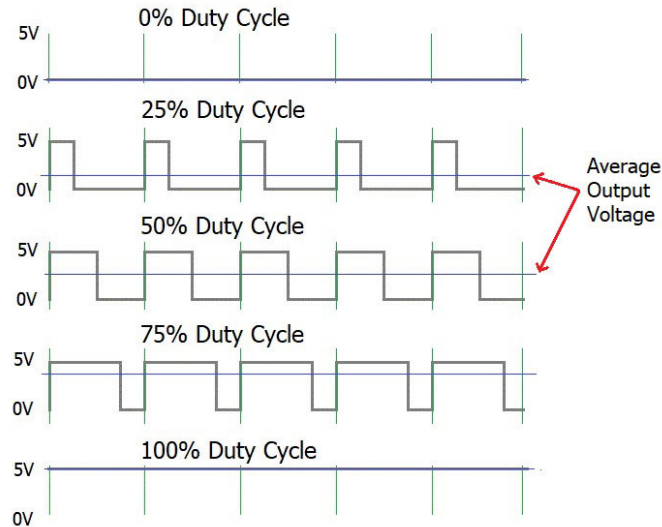 0% Duty Cycle
5V
0V
25% Duty Cycle
5V
0V
Average
Output
Voltage
50% Duty Cycle
5V
0V
75% Duty Cycle
5V
0V
100% Duty Cycle
5V
0V